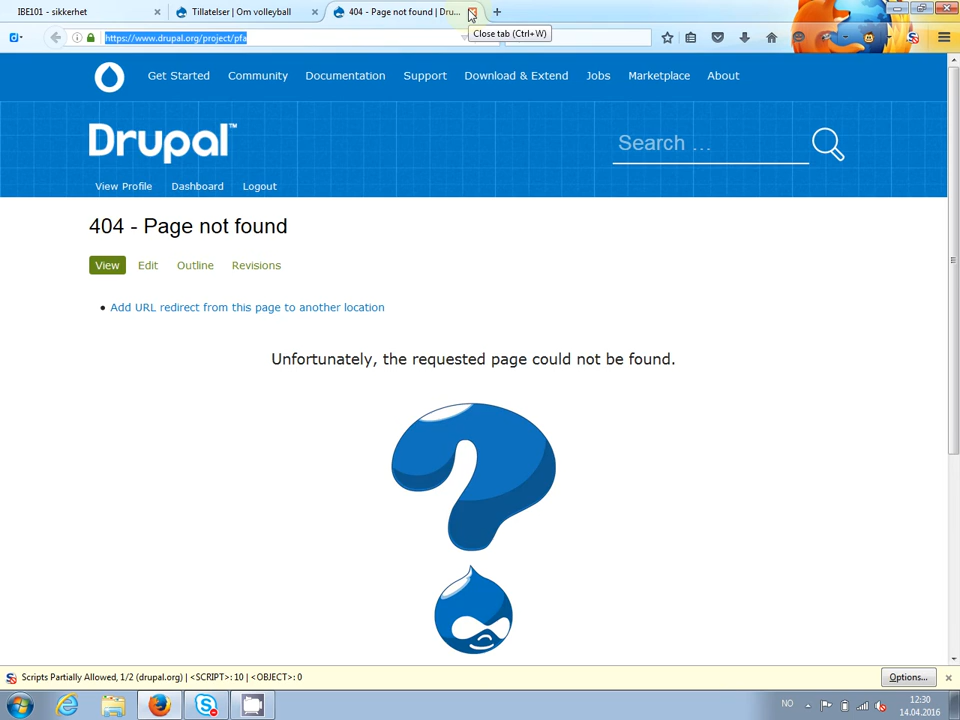 IBE101 - sikkerhet
Tillatelser | Om volleyball
404 - Page not found | Dru...
Close tab (Ctrl+W)
https://www.drupal.org/project/pfa
Get Started Community Documentation Support Download & Extend Jobs Marketplace About
Drupal™
Search ...
View Profile Dashboard Logout
404 - Page not found
View Edit Outline Revisions
Add URL redirect from this page to another location
Unfortunately, the requested page could not be found.
Scripts Partially Allowed, 1/2 (drupal.org) | <SCRIPT>: 10 | <OBJECT>: 0
Options...
NO
12:30
14.04.2016